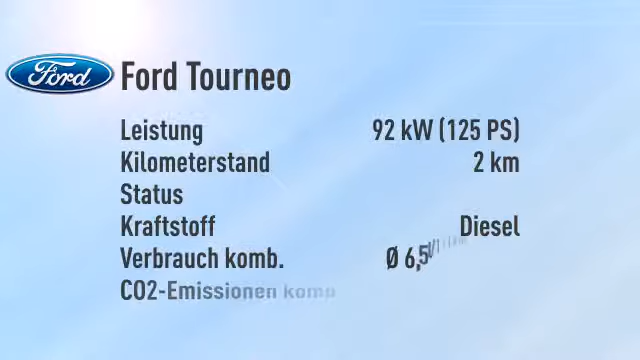 Ford
Ford Tourneo
Leistung 92 kW (125 PS)
Kilometerstand 2 km
Status
Kraftstoff Diesel
Verbrauch komb. Ø 6,5
CO2-Emissionen komb